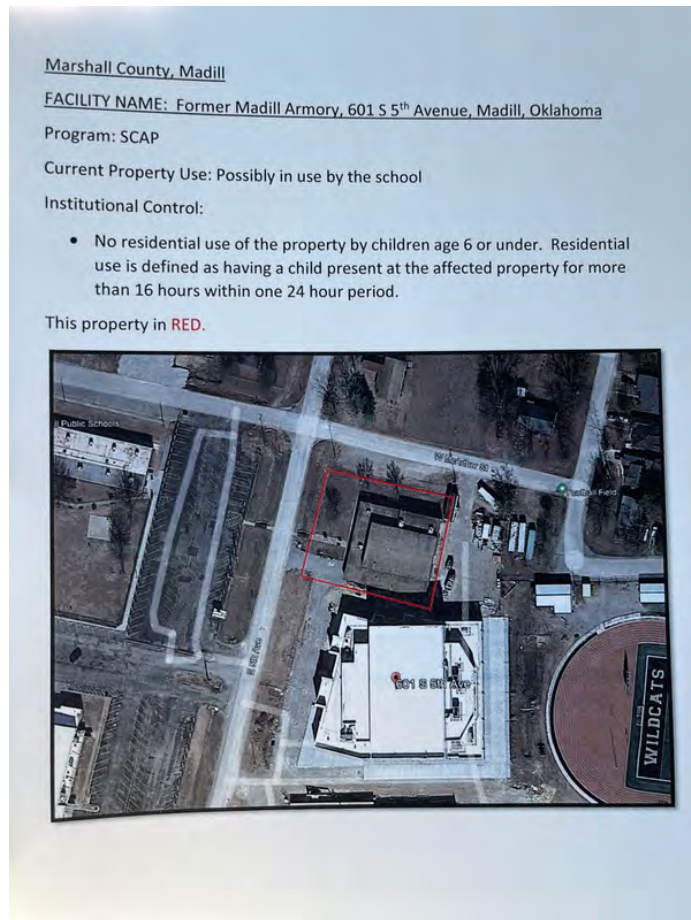 Marshall County, Madill
FACILITY NAME: Former Madill Armory, 601 S 5th Avenue, Madill, Oklahoma
Program: SCAP
Current Property Use: Possibly in use by the school
Institutional Control:
• No residential use of the property by children age 6 or under. Residential
use is defined as having a child present at the affected property for more
than 16 hours within one 24 hour period.
This property in RED.
Public Schools
Football Field
S 5th Ave
601 S 5th Ave
WILDCATS